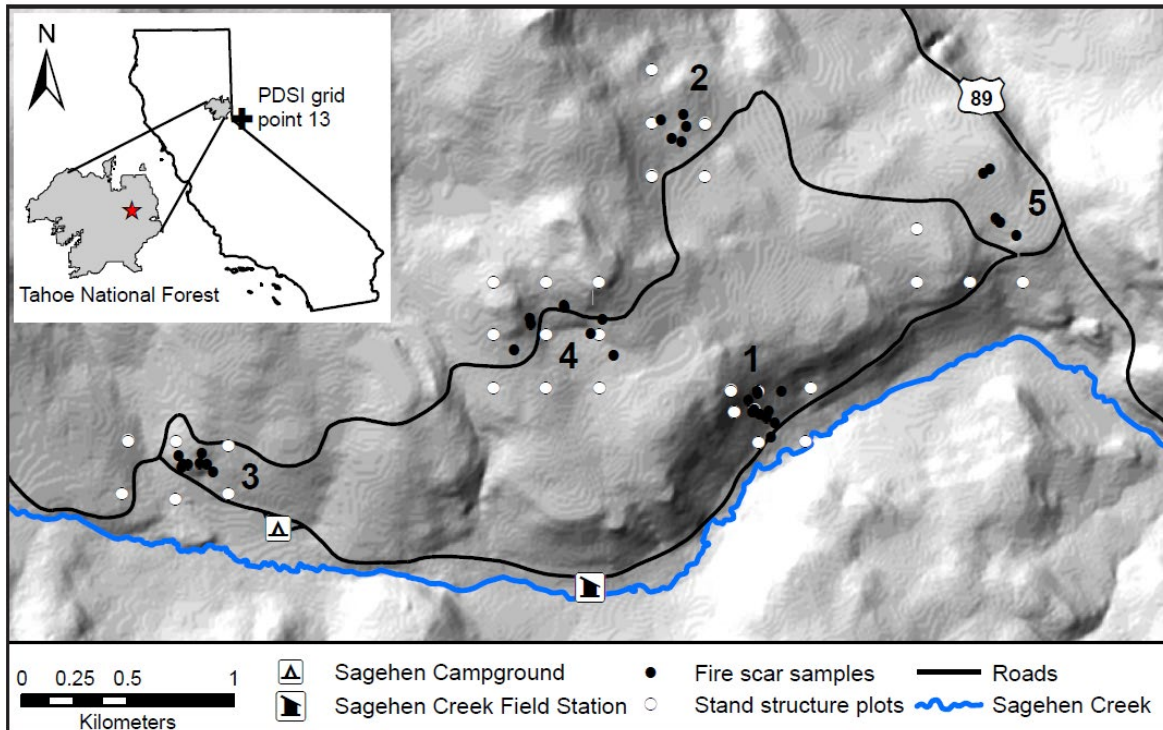 N
PDSI grid
point 13
Tahoe National Forest
2
89
5
4
1
3
0 0.25 0.5 1
Kilometers
Sagehen Campground
Sagehen Creek Field Station
Fire scar samples
Stand structure plots
Roads
Sagehen Creek